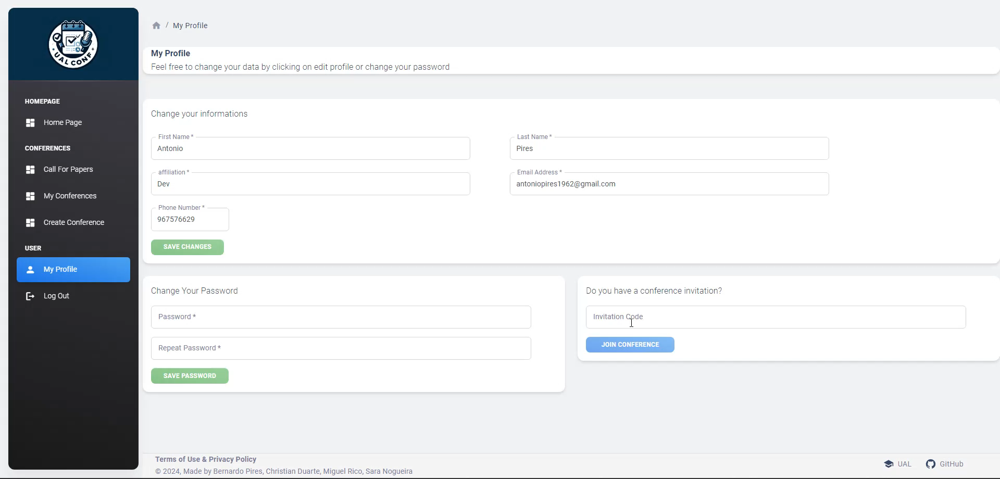 UAL CONF
/ My Profile
My Profile
Feel free to change your data by clicking on edit profile or change your password
HOMEPAGE
Home Page
CONFERENCES
Call For Papers
My Conferences
Create Conference
USER
My Profile
Log Out
Change your informations
First Name *
Antonio
Last Name *
Pires
affiliation *
Dev
Email Address *
antoniopires1962@gmail.com
Phone Number *
967576629
SAVE CHANGES
Change Your Password
Password *
Repeat Password *
SAVE PASSWORD
Do you have a conference invitation?
Invitation Code
JOIN CONFERENCE
Terms of Use & Privacy Policy
© 2024, Made by Bernardo Pires, Christian Duarte, Miguel Rico, Sara Nogueira
UAL
GitHub